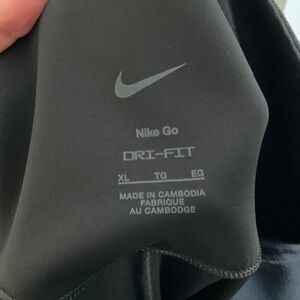 Nike Go
DRI-FIT
XL TG EG
MADE IN CAMBODIA
FABRIQUE
AU CAMBODGE